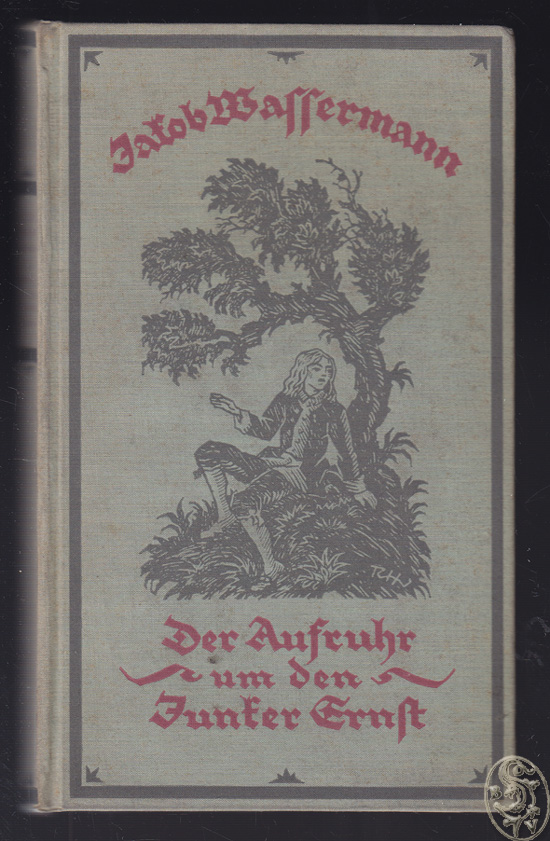 Jakob Wassermann
Der Aufruhr
um den
Junker Ernst